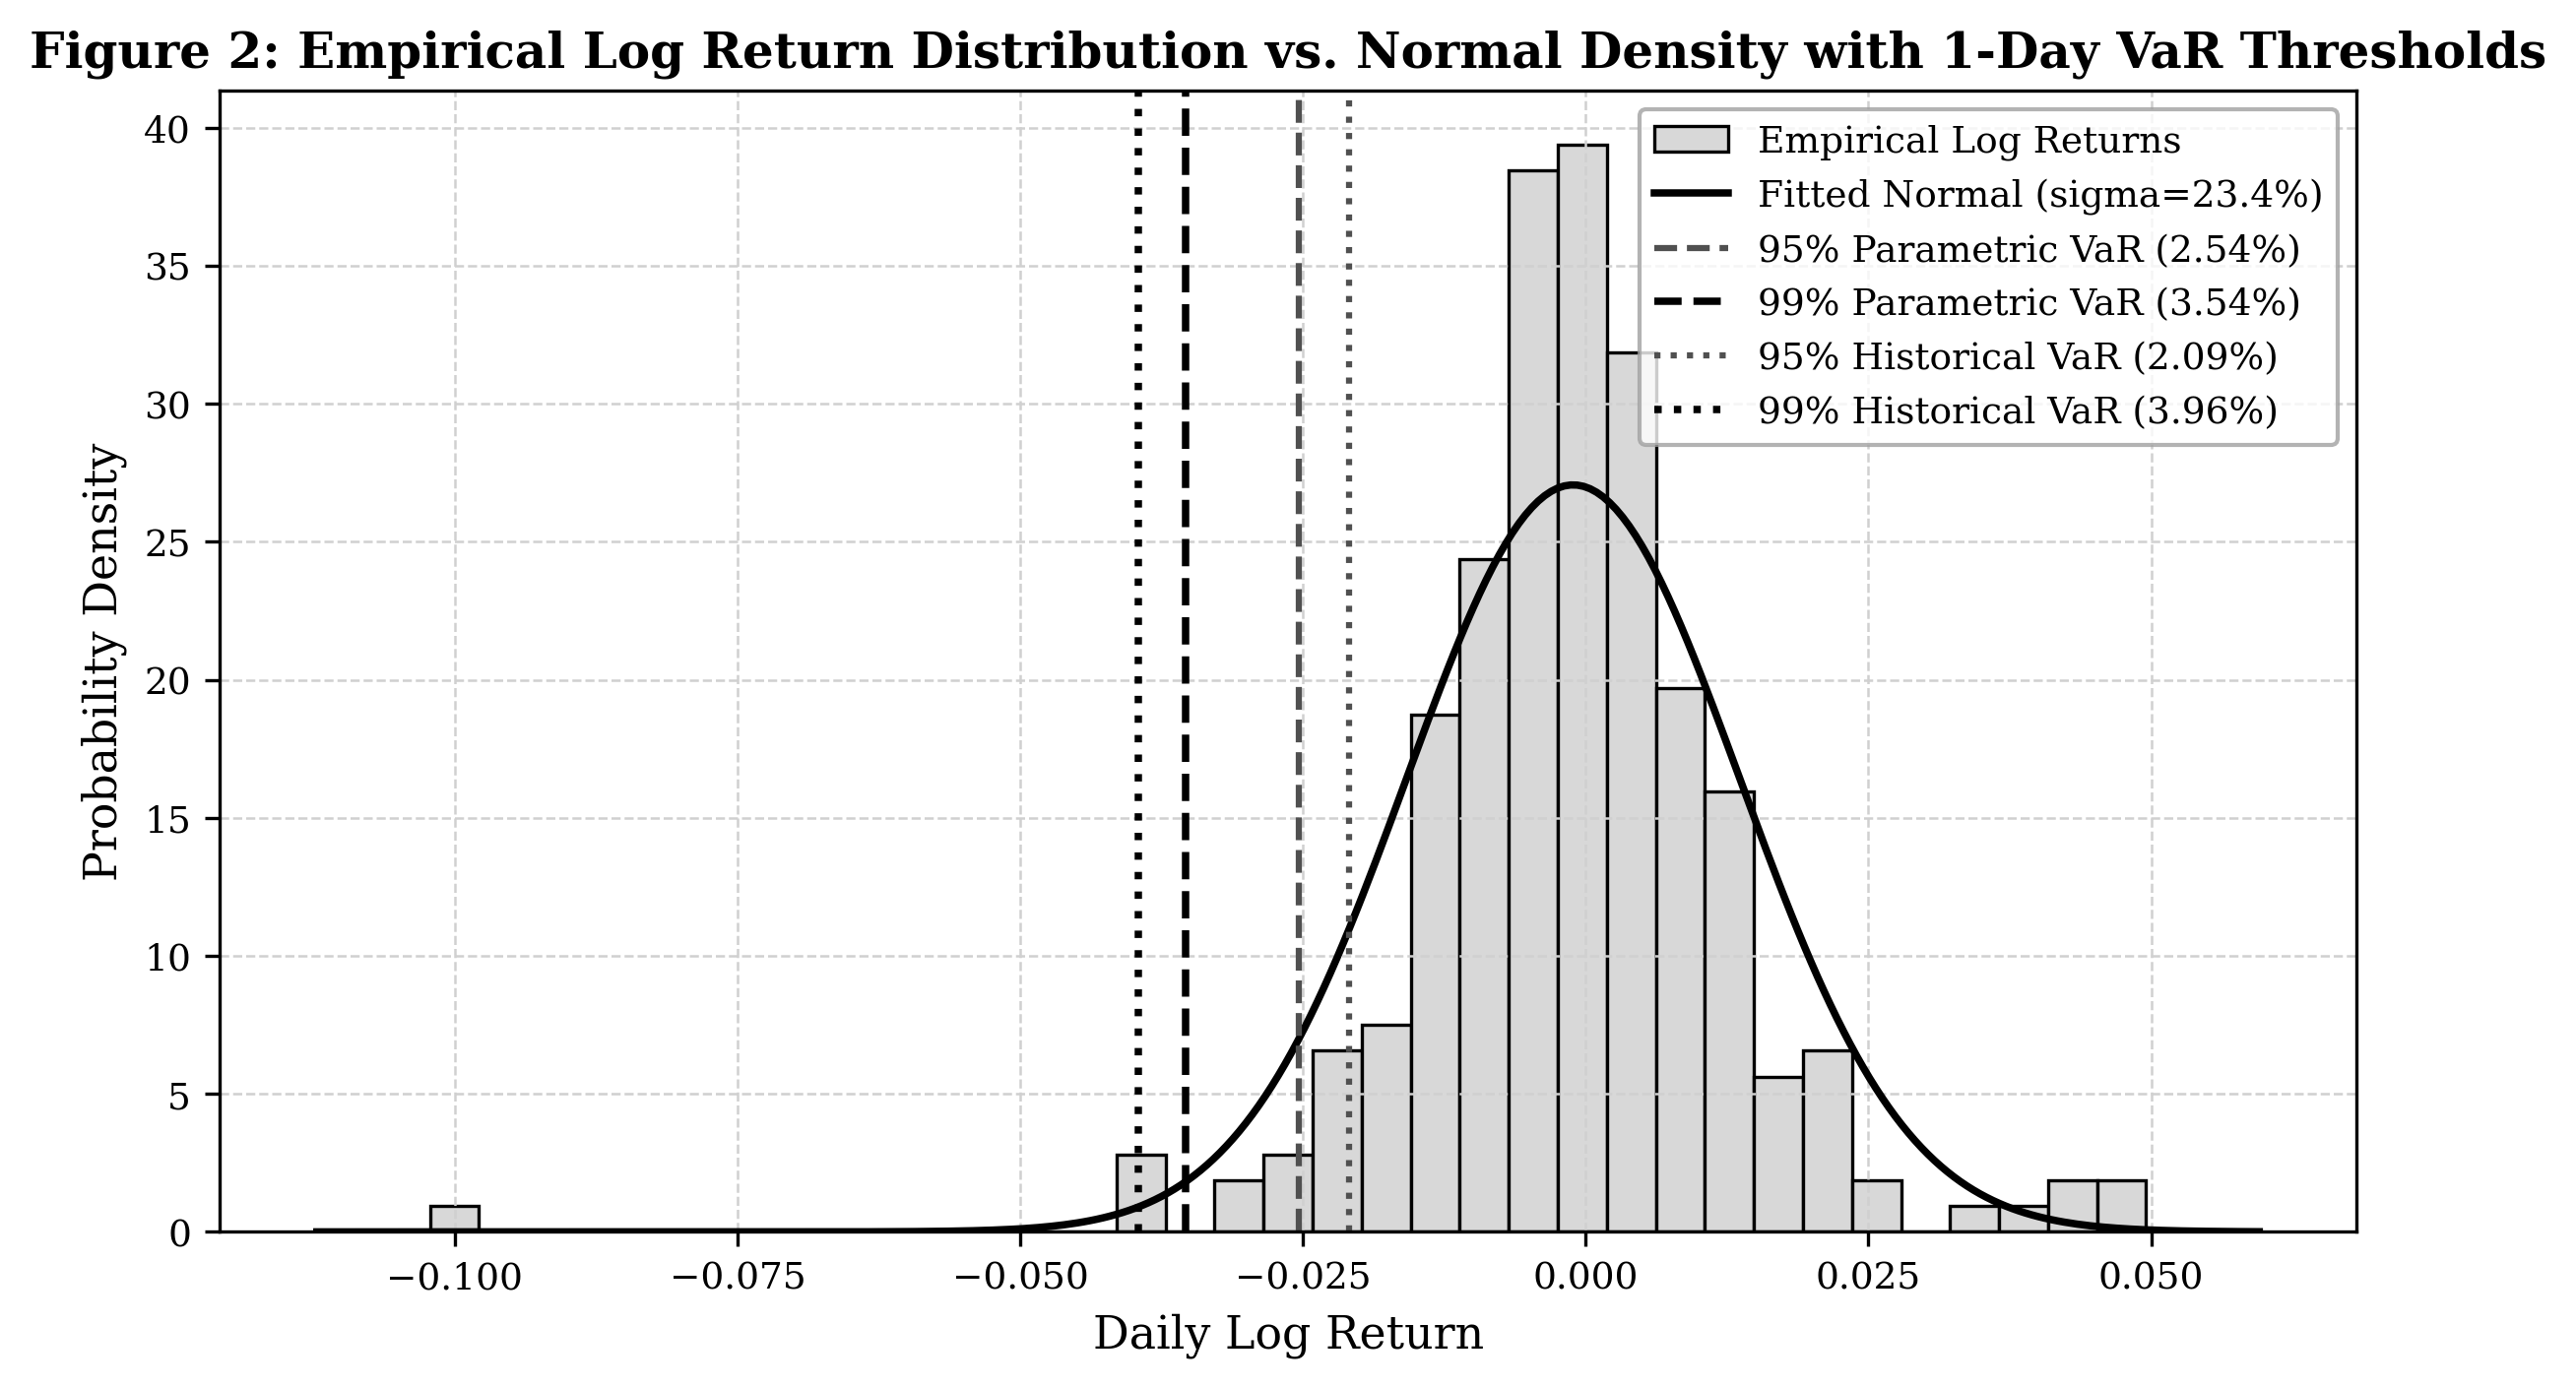 Figure 2: Empirical Log Return Distribution vs. Normal Density with 1-Day VaR Thresholds
Empirical Log Returns
Fitted Normal (sigma=23.4%)
95% Parametric VaR (2.54%)
99% Parametric VaR (3.54%)
95% Historical VaR (2.09%)
99% Historical VaR (3.96%)
Probability Density
40
35
30
25
20
15
10
5
0
−0.100 −0.075 −0.050 −0.025 0.000 0.025 0.050
Daily Log Return